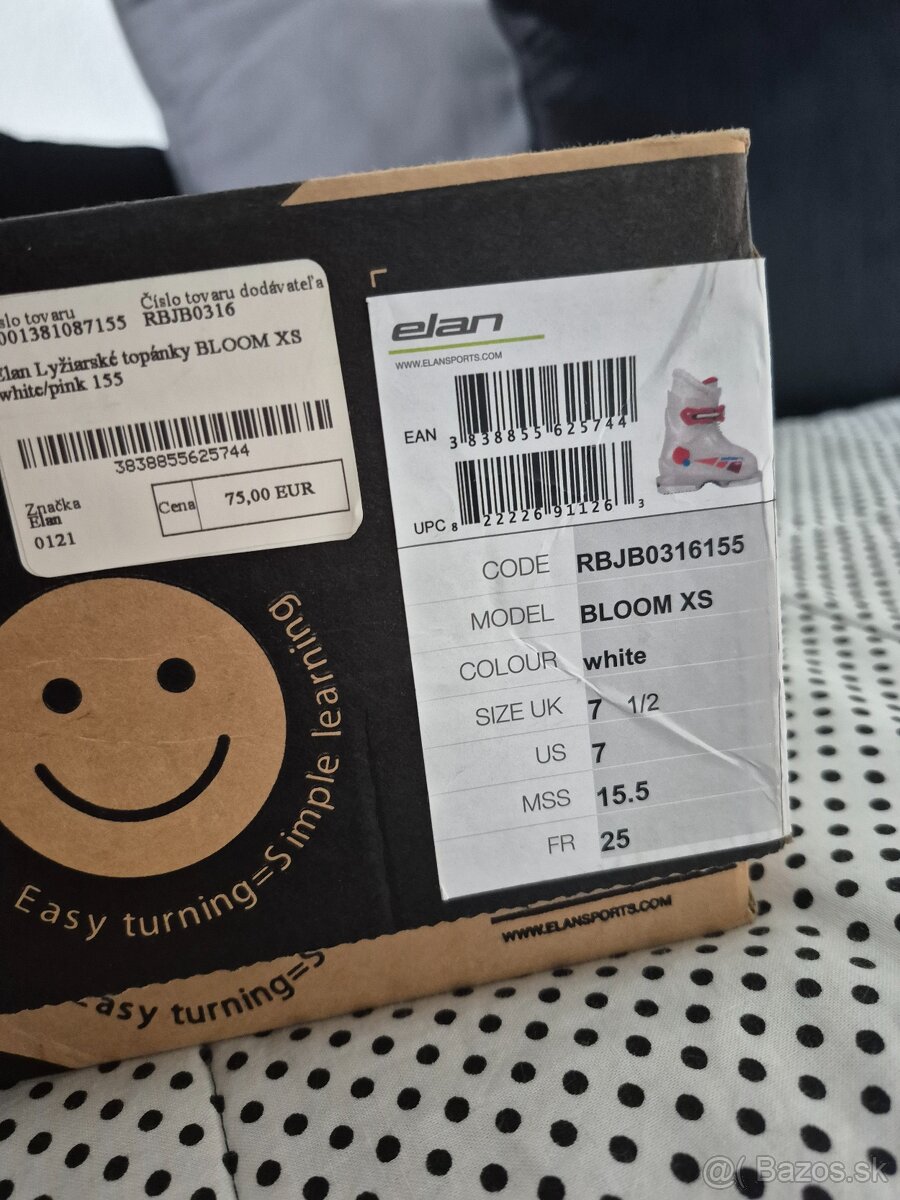 slo tovaru
001381087155
Číslo tovaru dodávateľa
RBJB0316
Elan Lyžiarské topánky BLOOM XS
white/pink 155
3838855625744
Značka
Elan
0121
Cena
75,00 EUR
elan
WWW.ELANSPORTS.COM
EAN
3 838855 625744
UPC
8 22226 91126 3
CODE RBJB0316155
MODEL BLOOM XS
COLOUR white
SIZE UK 7 1/2
US 7
MSS 15.5
FR 25
Easy turning=Simple learning
WWW.ELANSPORTS.COM
Easy turning=S
@( Bazos.sk